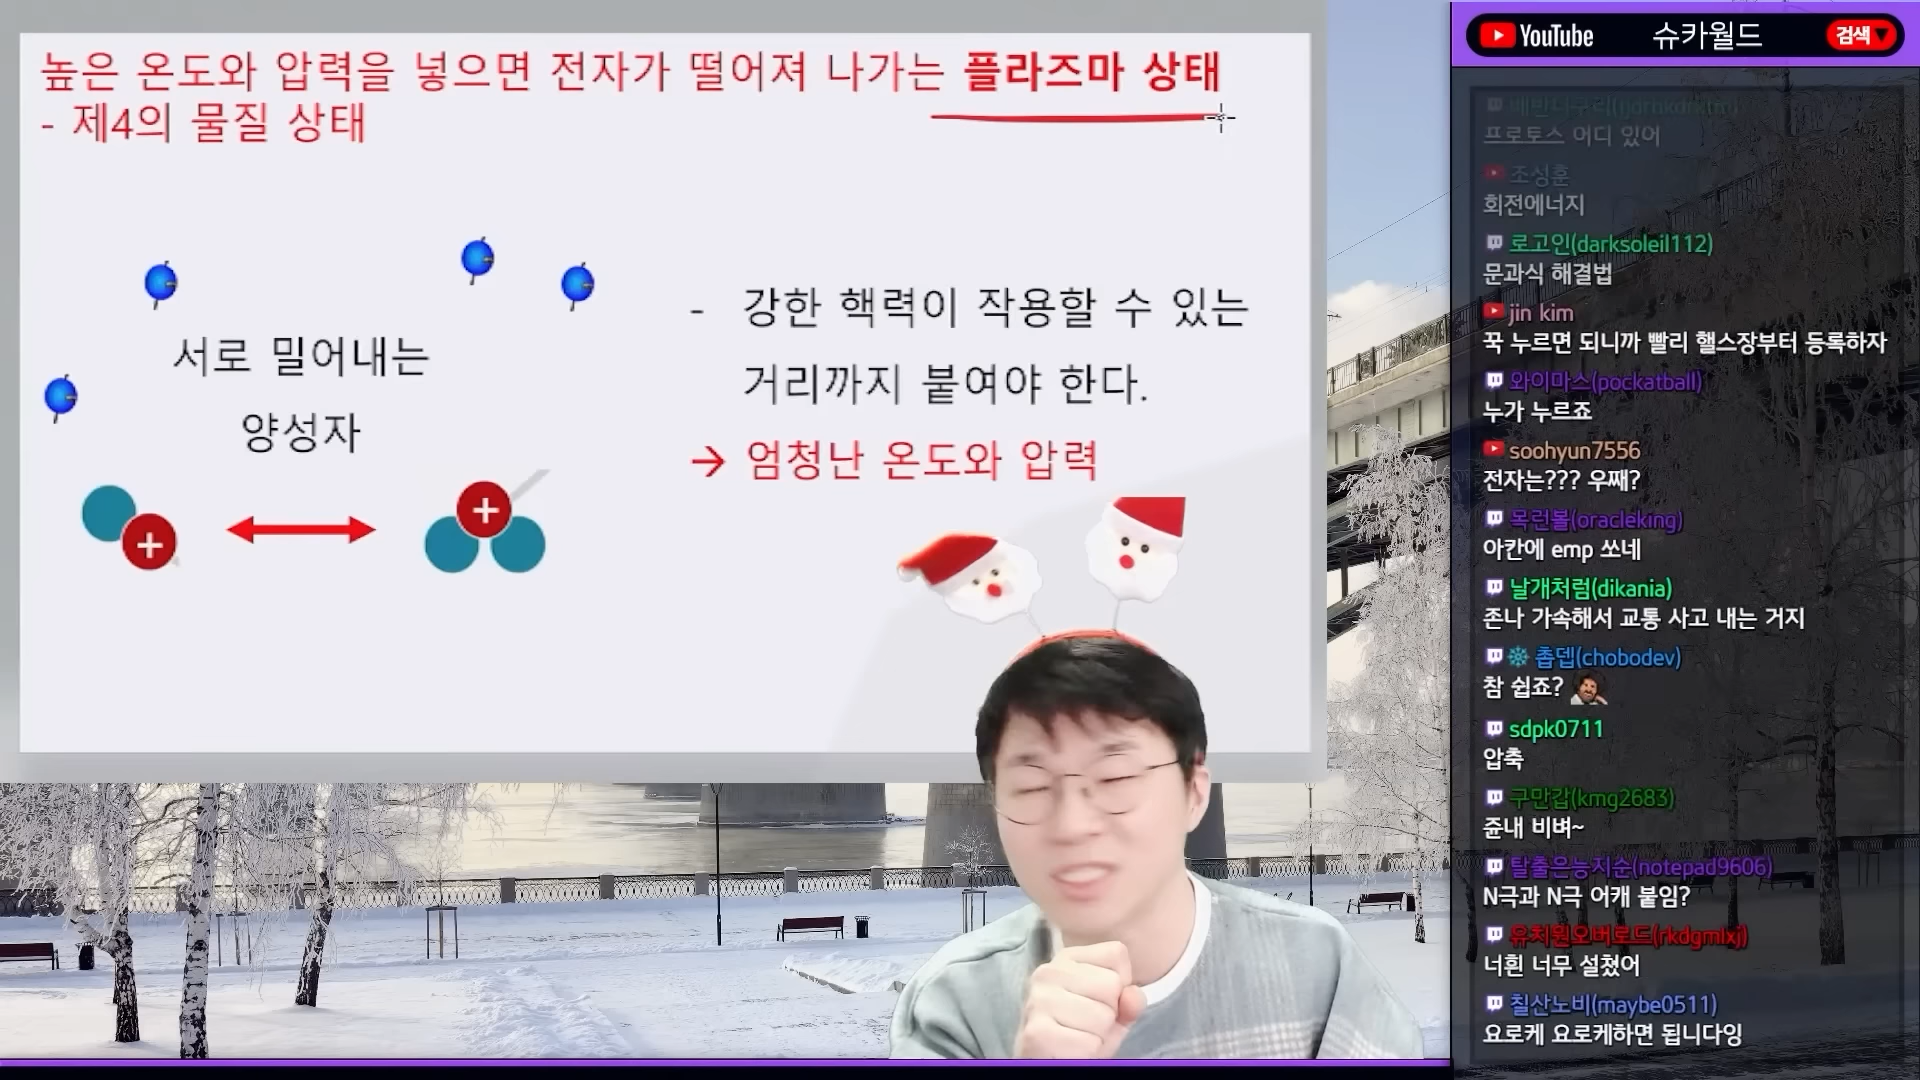 높은 온도와 압력을 넣으면 전자가 떨어져 나가는 플라즈마 상태
- 제4의 물질 상태
서로 밀어내는
양성자
+
+
- 강한 핵력이 작용할 수 있는
거리까지 붙여야 한다.
→ 엄청난 온도와 압력
YouTube 슈카월드 검색
프로토스 어디 있어
조성훈
회전에너지
로고인(darksoleil112)
문과식 해결법
jin kim
꾹 누르면 되니까 빨리 헬스장부터 등록하자
와이마스(pockatball)
누가 누르죠
soohyun7556
전자는??? 우째?
목런볼(oracleking)
아칸에 emp 쏘네
날개처럼(dikania)
존나 가속해서 교통 사고 내는 거지
촙뎁(chobodev)
참 쉽죠?
sdpk0711
압축
구만갑(kmg2683)
쥰내 비벼~
탈출은능지순(notepad9606)
N극과 N극 어캐 붙임?
유치원오버로드(rkdgmlxj)
너흰 너무 설쳤어
칠산노비(maybe0511)
요로케 요로케하면 됩니다잉